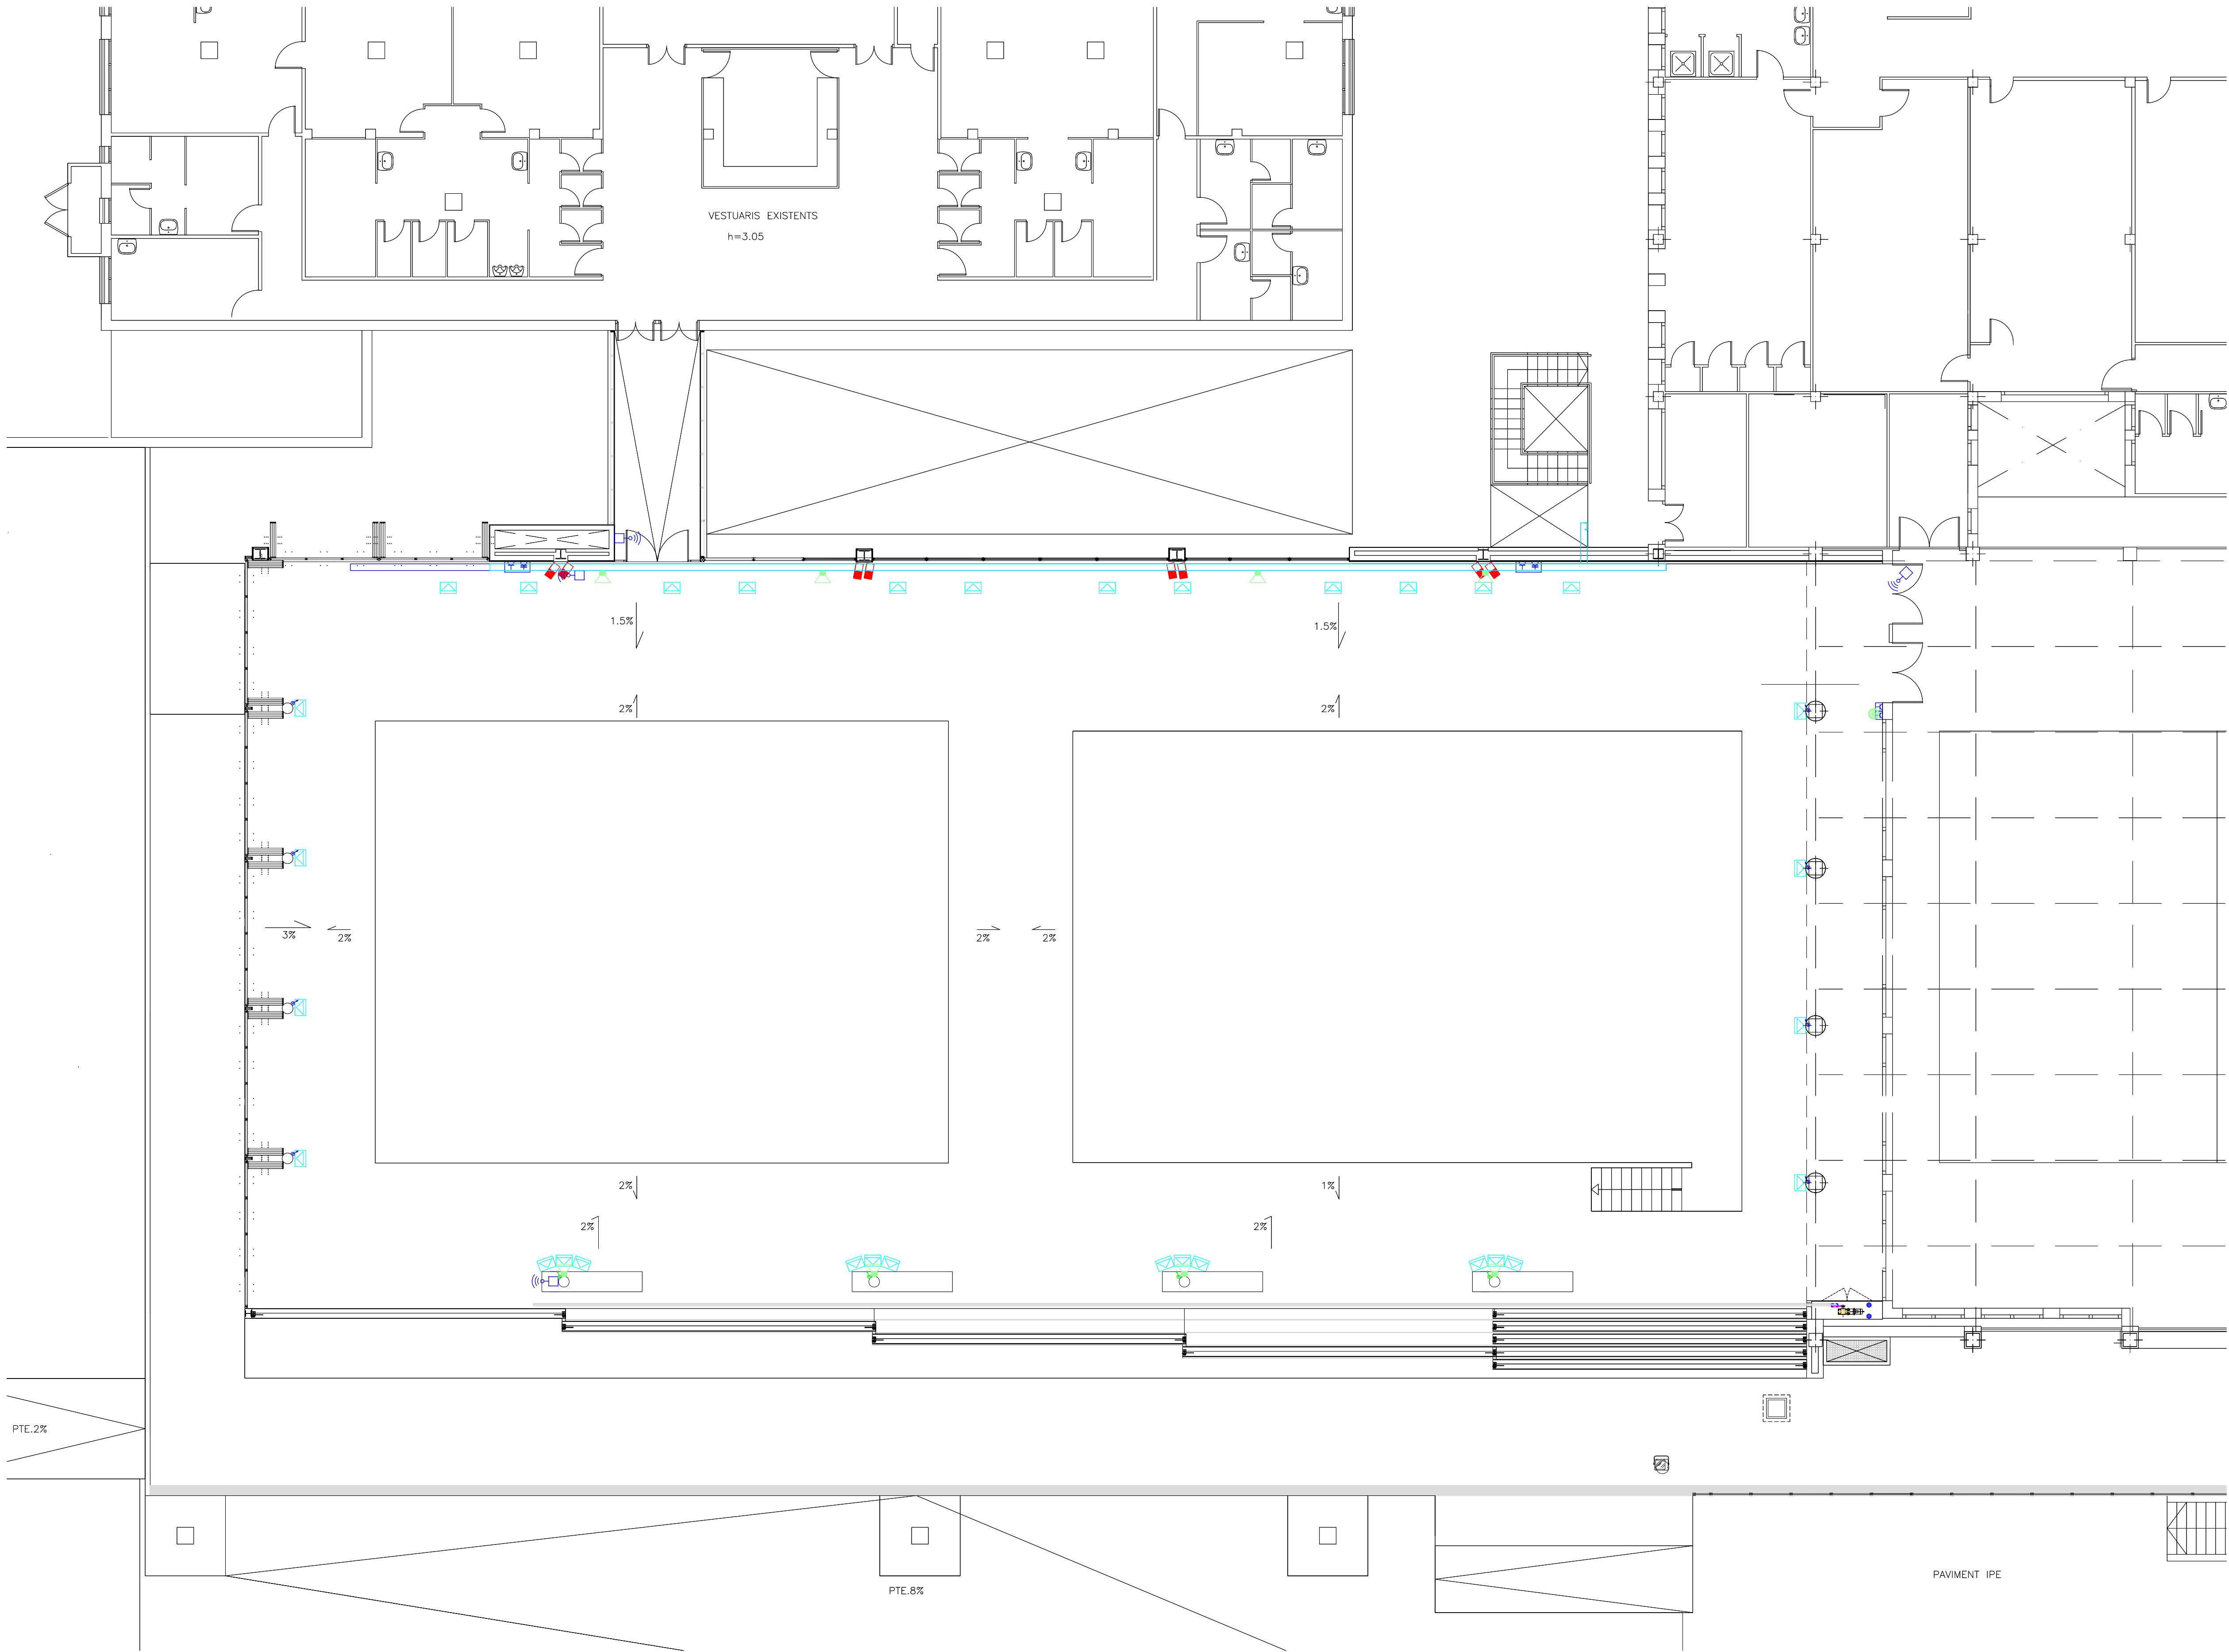 VESTUARIS EXISTENTS
h=3.05
1.5%
1.5%
2%
2%
3%
2%
2%
2%
2%
1%
2%
2%
PTE.2%
PAVIMENT IPE
PTE.8%